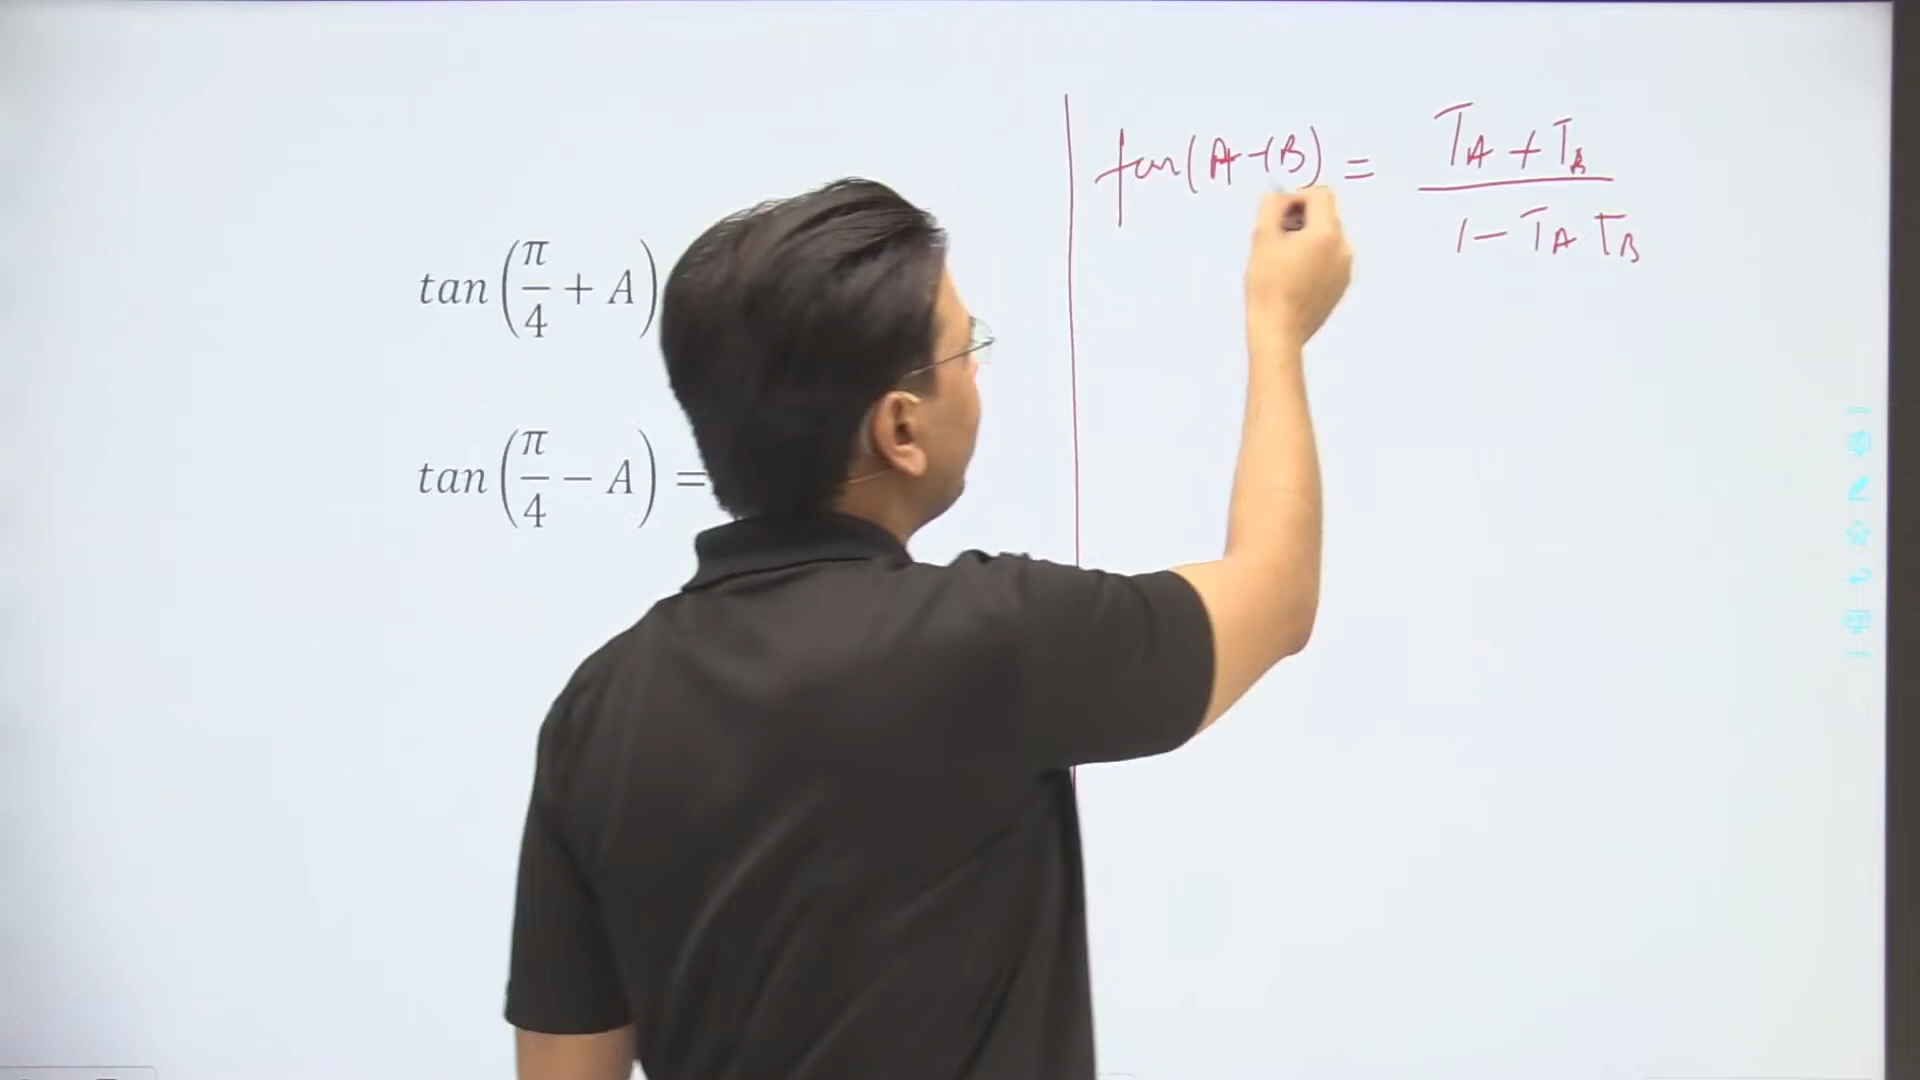 tan(π/4 + A)
tan(π/4 − A) =
tan(A+B) = (T_A + T_B)/(1 − T_A T_B)